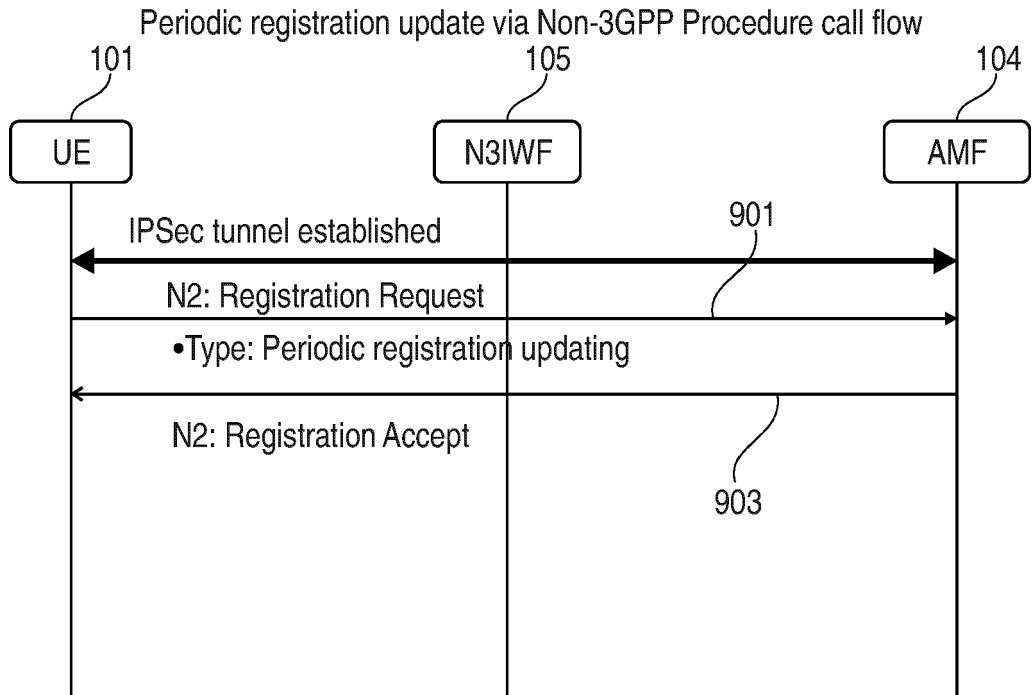 Periodic registration update via Non-3GPP Procedure call flow
101 105 104
UE N3IWF AMF
901
IPSec tunnel established
N2: Registration Request
•Type: Periodic registration updating
N2: Registration Accept
903